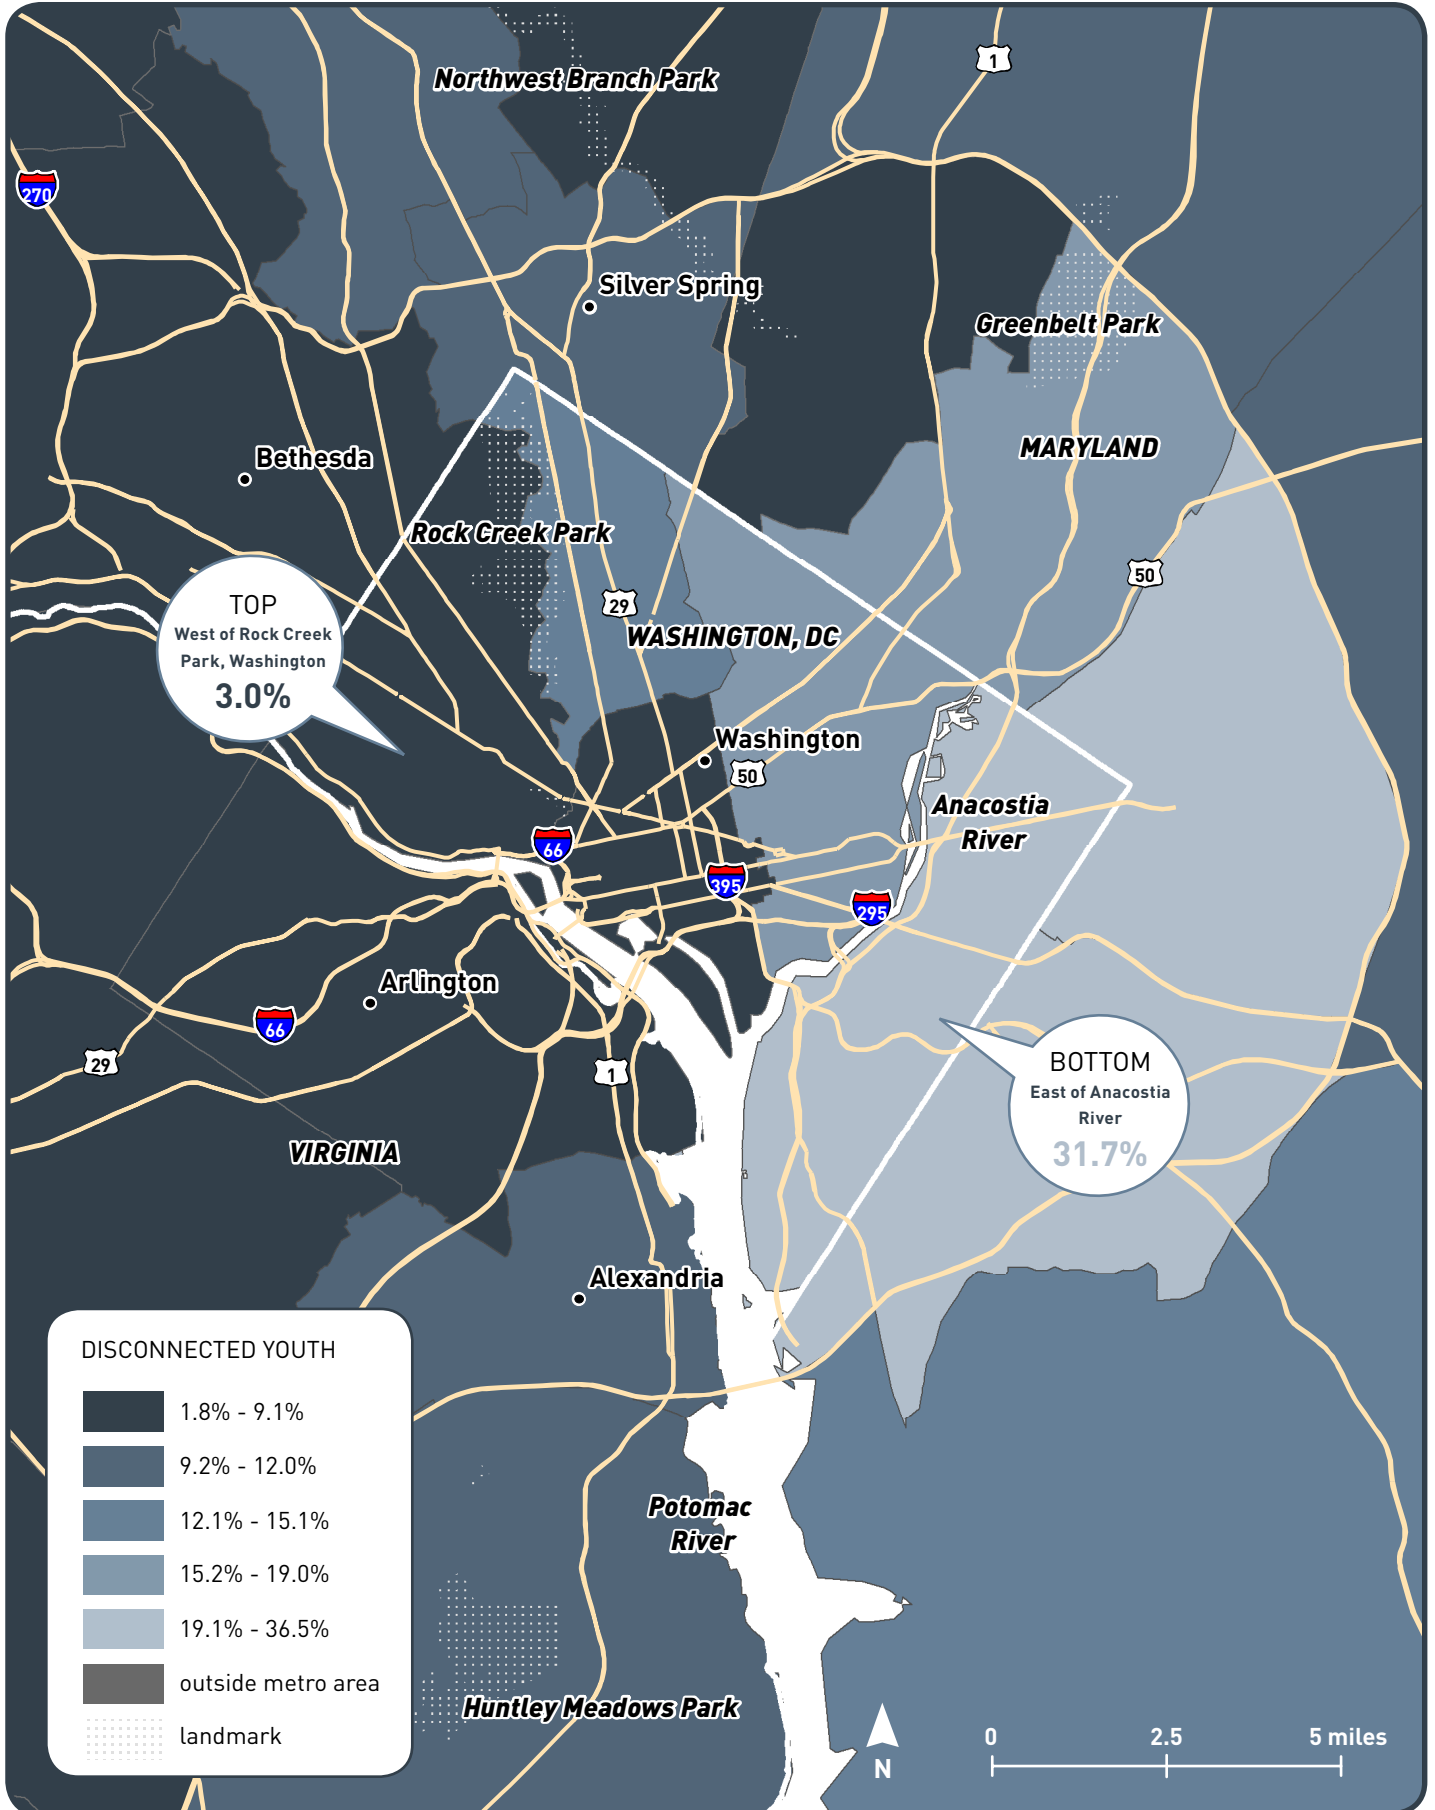 1
Northwest Branch Park
270
Silver Spring
Greenbelt Park
MARYLAND
Bethesda
Rock Creek Park
50
TOP
West of Rock Creek
Park, Washington
3.0%
29
WASHINGTON, DC
Washington
50
Anacostia
River
66
395
295
Arlington
66
29
1
BOTTOM
East of Anacostia
River
31.7%
VIRGINIA
Alexandria
DISCONNECTED YOUTH
1.8% - 9.1%
9.2% - 12.0%
12.1% - 15.1%
15.2% - 19.0%
19.1% - 36.5%
outside metro area
landmark
Potomac
River
Huntley Meadows Park
N
0 2.5 5 miles